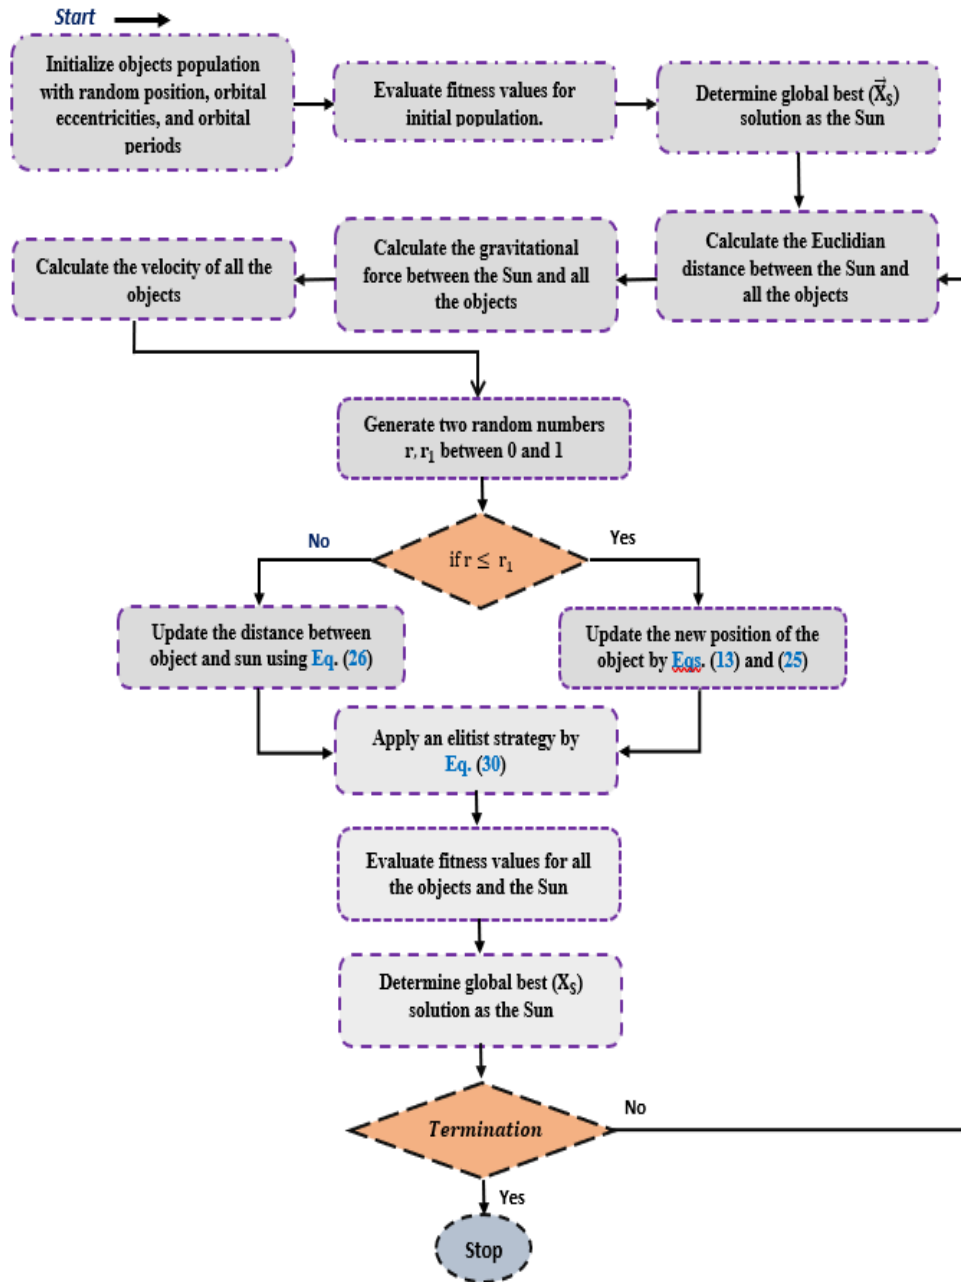 Start
Initialize objects population
with random position, orbital
eccentricities, and orbital
periods
Evaluate fitness values for
initial population.
Determine global best (X⃗_S)
solution as the Sun
Calculate the velocity of all the
objects
Calculate the gravitational
force between the Sun and all
the objects
Calculate the Euclidian
distance between the Sun and
all the objects
Generate two random numbers
r, r₁ between 0 and 1
No
if r ≤ r₁
Yes
Update the distance between
object and sun using Eq. (26)
Update the new position of the
object by Eqs. (13) and (25)
Apply an elitist strategy by
Eq. (30)
Evaluate fitness values for all
the objects and the Sun
Determine global best (X_S)
solution as the Sun
Termination
No
Yes
Stop